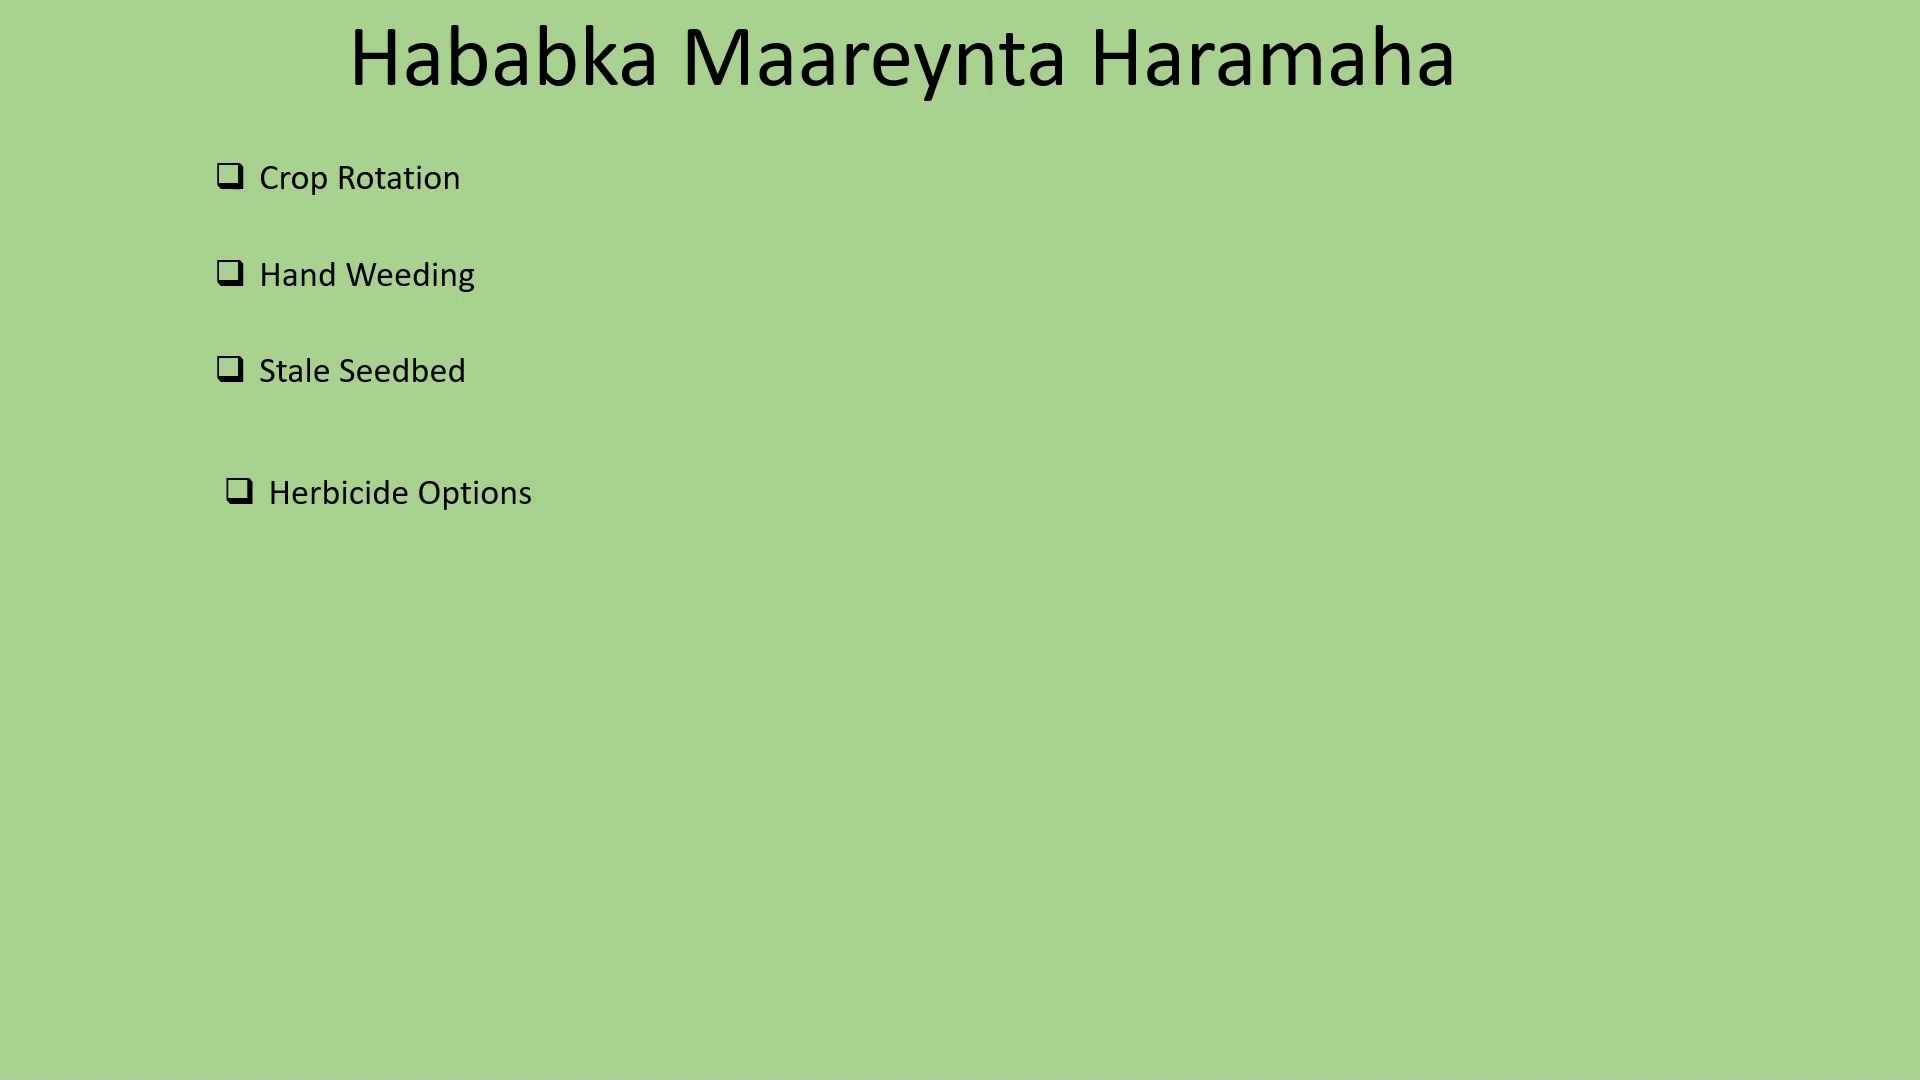 Hababka Maareynta Haramaha
❑ Crop Rotation
❑ Hand Weeding
❑ Stale Seedbed
❑ Herbicide Options